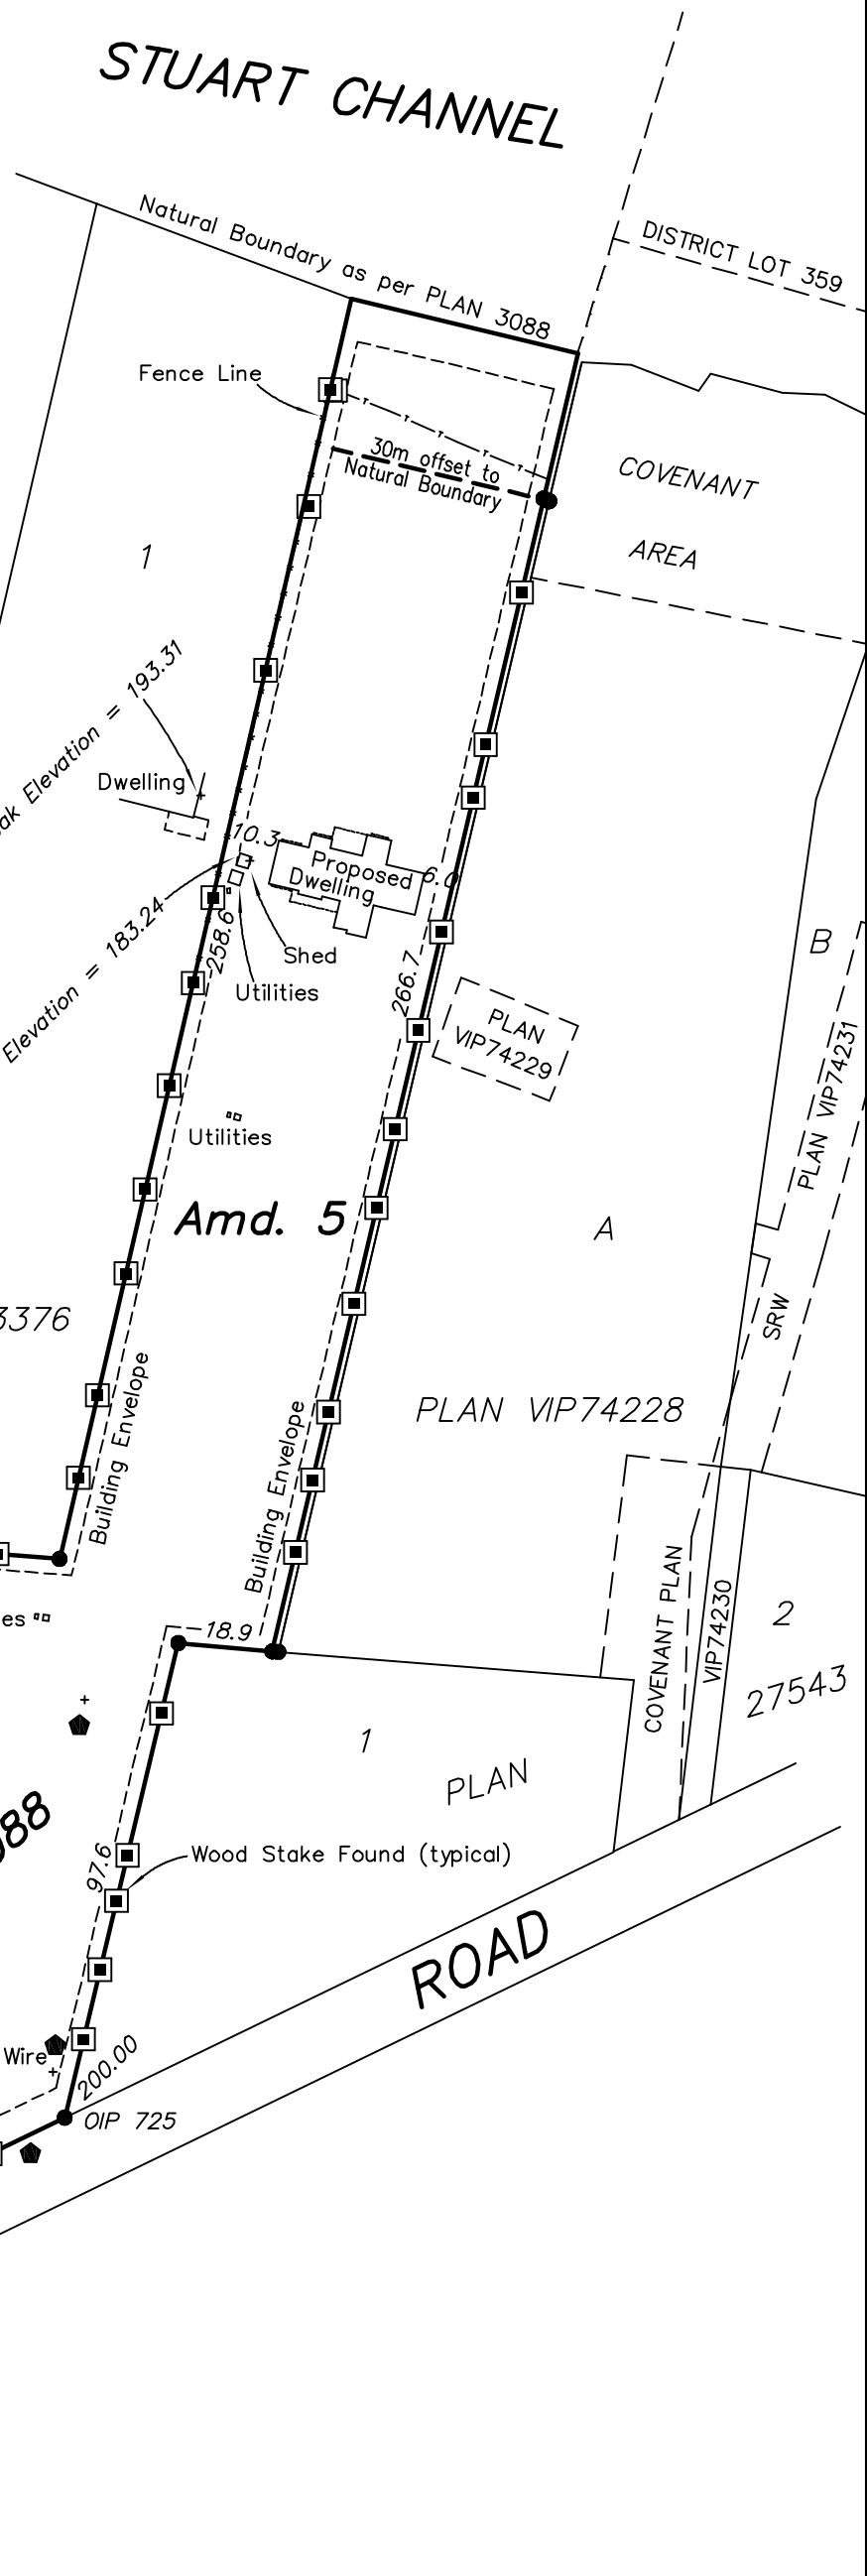 STUART CHANNEL
Natural Boundary as per PLAN 3088
DISTRICT LOT 359
Fence Line
30m offset to
Natural Boundary
COVENANT
AREA
1
Elevation = 193.31
Dwelling
10.3
Proposed
Dwelling
6.0
Elevation = 183.24
258.6
Shed
Utilities
266.7
PLAN
VIP74229
B
PLAN VIP74231
Utilities
Amd. 5
A
3376
SRW
Building Envelope
Building Envelope
PLAN VIP74228
COVENANT PLAN
VIP74230
2
27543
18.9
1
PLAN
97.6
Wood Stake Found (typical)
ROAD
Wire
200.00
OIP 725